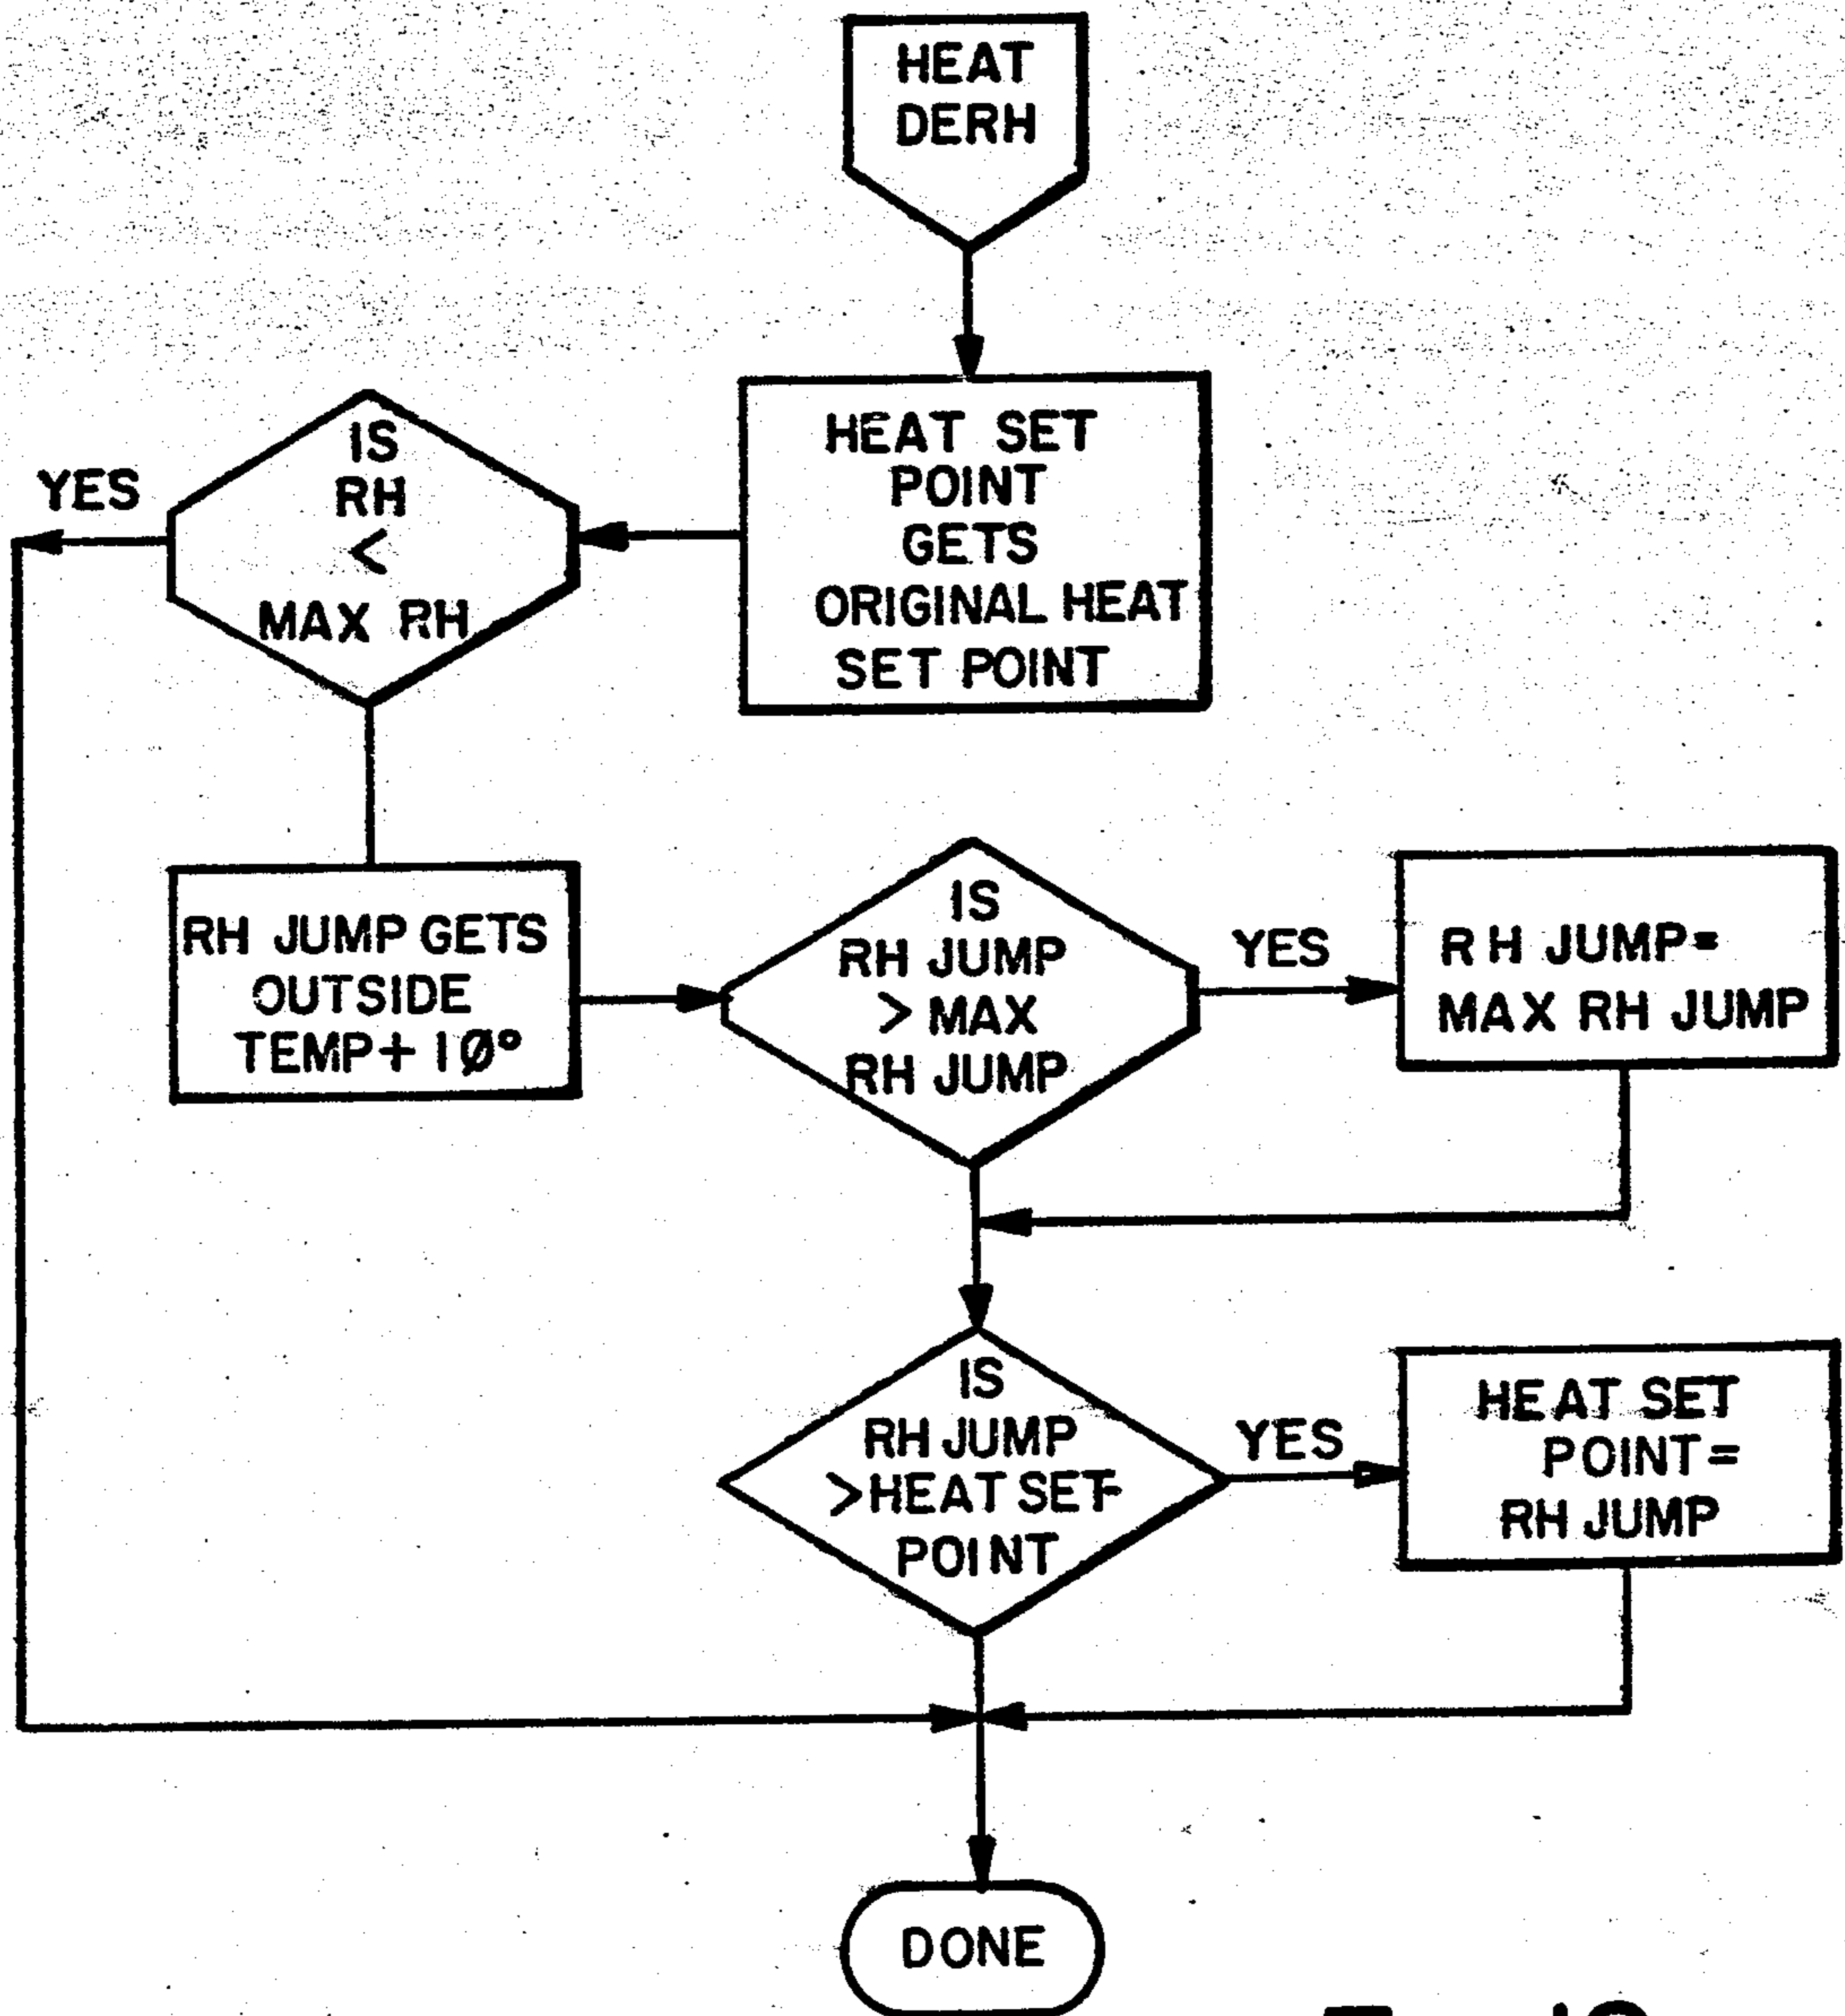 HEAT
DERH
HEAT SET
POINT
GETS
ORIGINAL HEAT
SET POINT
IS
RH
<
MAX RH
YES
RH JUMP GETS
OUTSIDE
TEMP+ 1Ø°
IS
RH JUMP
> MAX
RH JUMP
YES
RH JUMP=
MAX RH JUMP
IS
RH JUMP
>HEAT SET
POINT
YES
HEAT SET
POINT=
RH JUMP
DONE